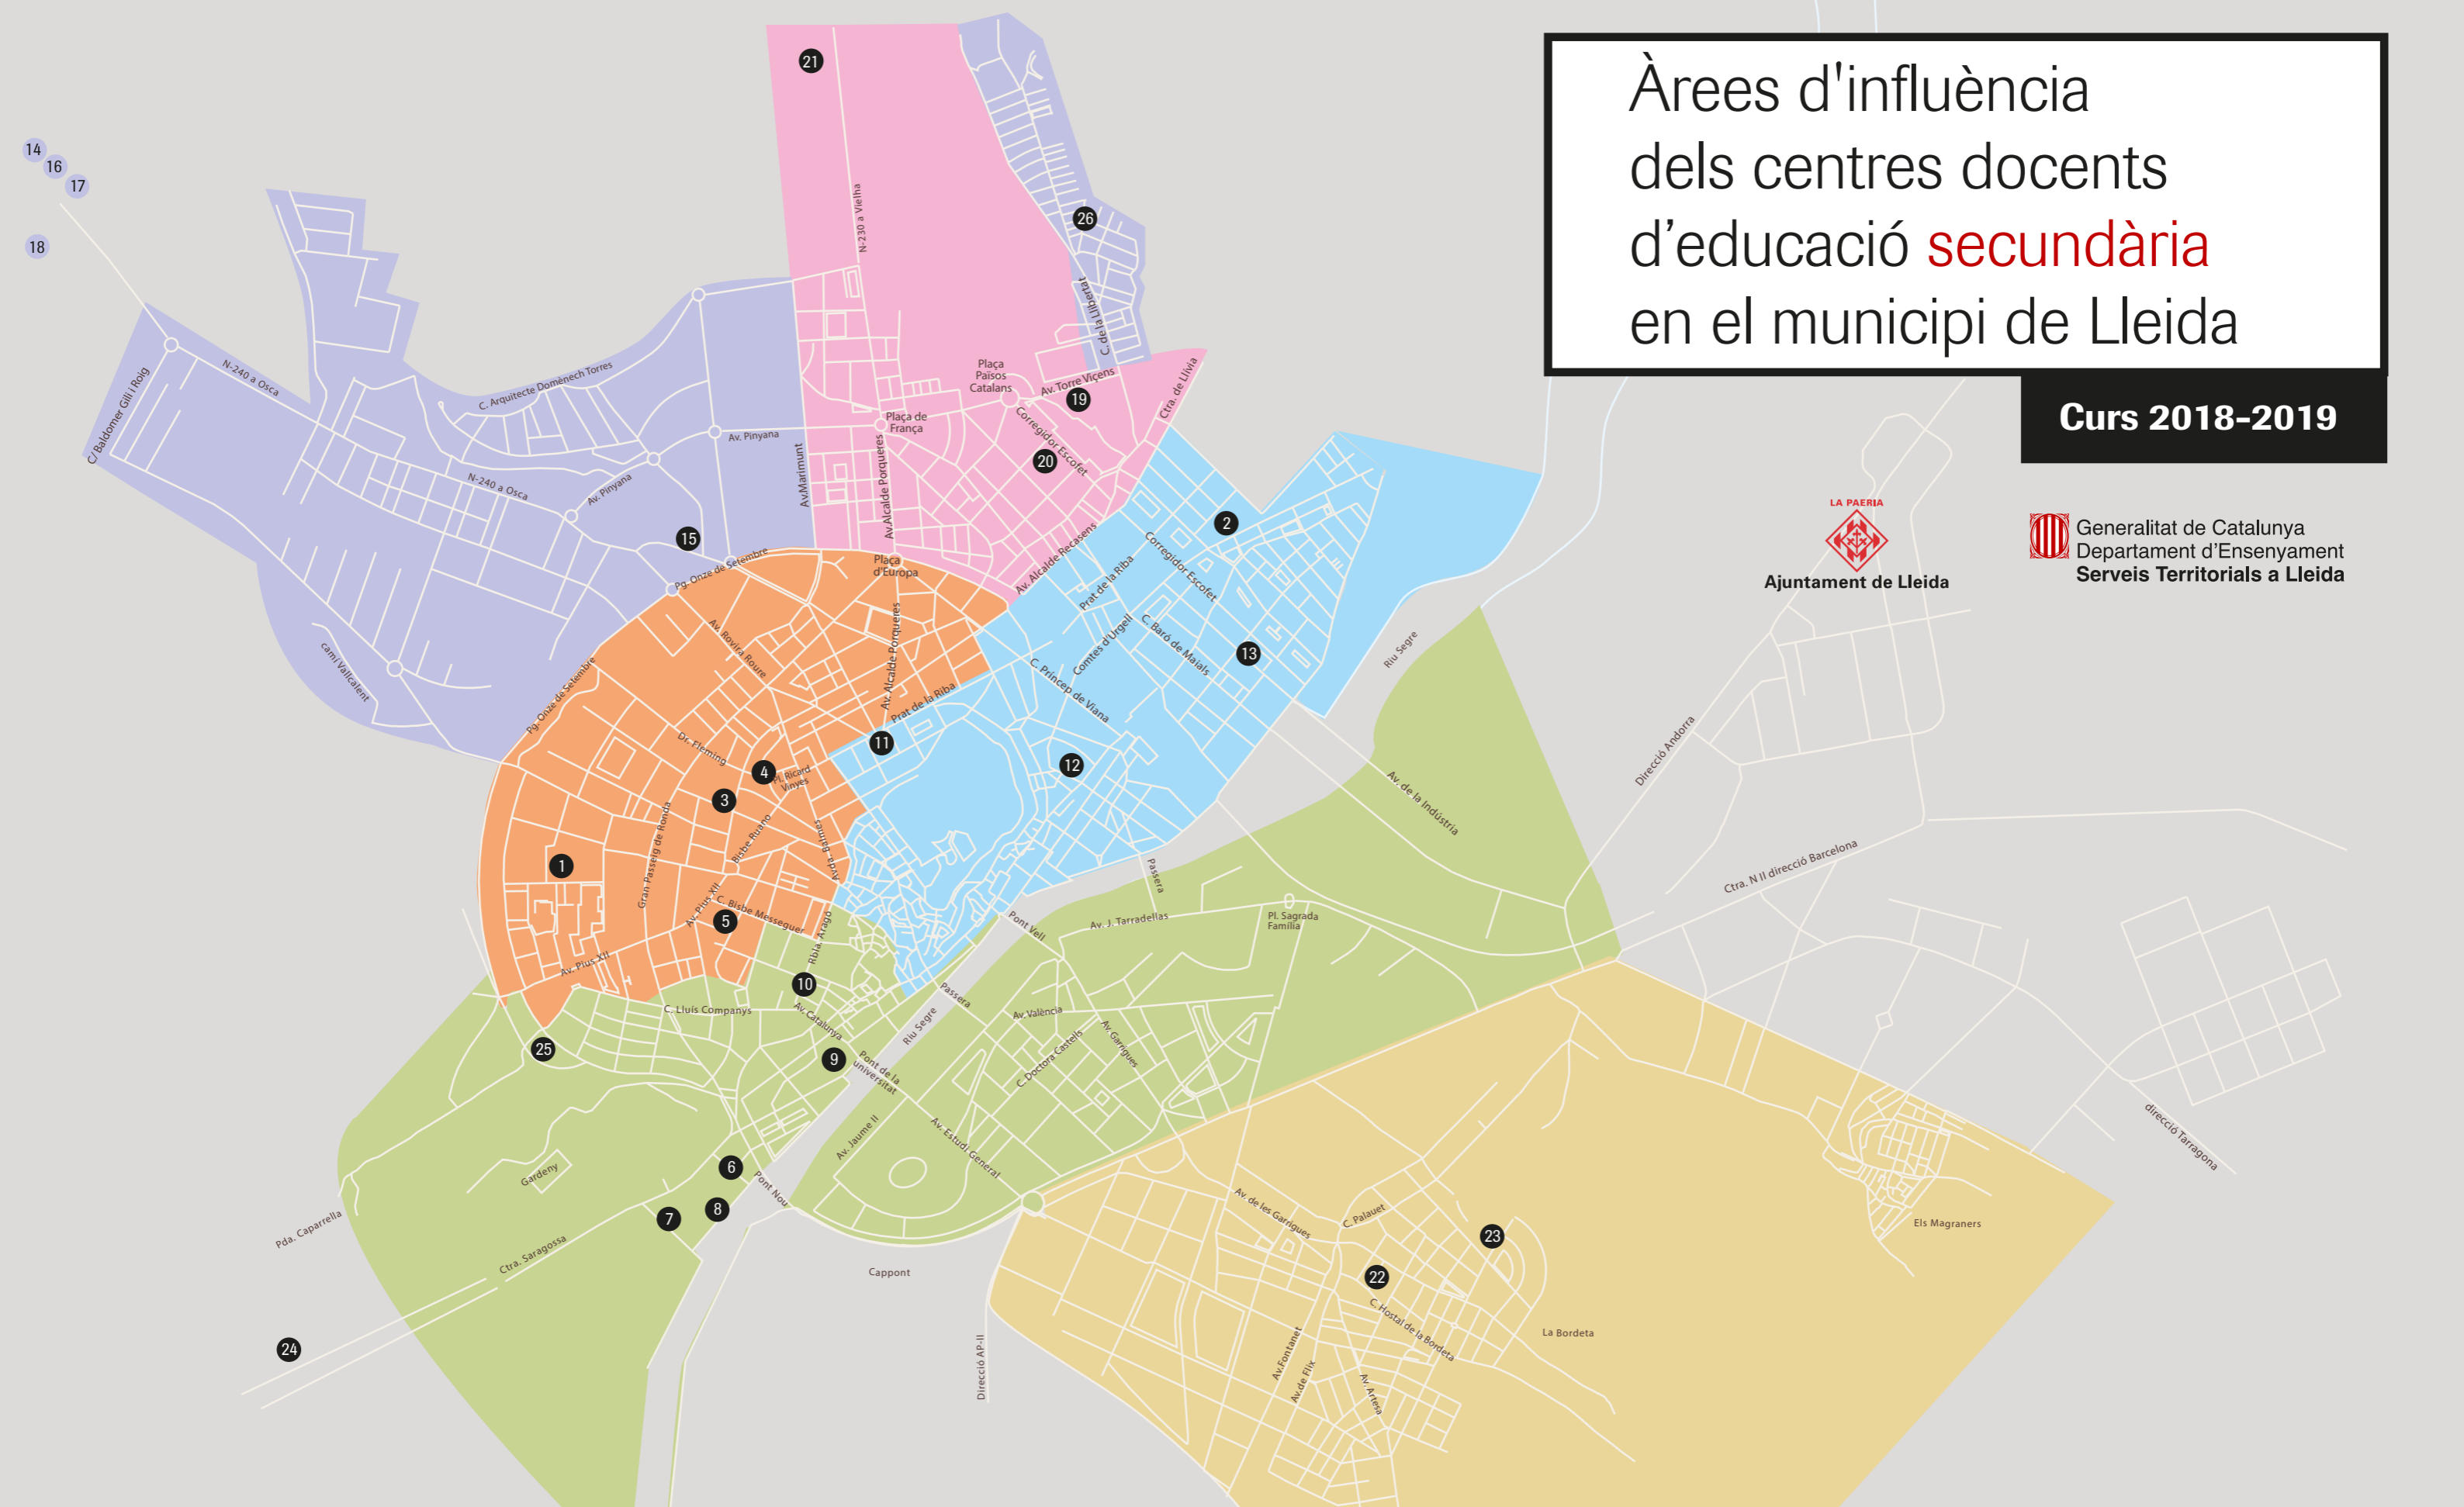 Àrees d'influència
dels centres docents
d’educació secundària
en el municipi de Lleida
Curs 2018-2019
LA PAERIA
Ajuntament de Lleida
Generalitat de Catalunya
Departament d’Ensenyament
Serveis Territorials a Lleida
21
14
16
17
18
26
N-230 a Vielha
C. de la Llibertat
C/ Baldomer Gili i Roig
N-240 a Osca
C. Arquitecte Domènech Torres
Plaça
Països
Catalans
Av. Torre Viçens
19
Ctra. de Llívia
Plaça de
França
Corregidor Escofet
20
Av. Pinyana
Av.Marimunt
Av.Alcalde Porqueres
N-240 a Osca
Av. Pinyana
15
Pg. Onze de Setembre
Plaça
d'Europa
Av. Alcalde Recasens
2
Corregidor Escofet
Prat de la Riba
C. Baró de Maials
13
Comtes d'Urgell
C. Príncep de Viana
Riu Segre
camí Vallcalent
Pg. Onze de Setembre
Av. Rovira Roure
Av. Alcalde Porqueres
Prat de la Riba
11
12
Dr. Fleming
4
Pl. Ricard
Vinyes
3
Bisbe Ruano
Avda. Balmes
Gran Passeig de Ronda
1
Av. Pius XII
C. Bisbe Messeguer
5
Rbla. Aragó
Av. Pius XII
10
C. Lluís Companys
Av. Catalunya
25
9
Pont de la
universitat
Riu Segre
Passera
Pont Vell
Passera
Av. J. Tarradellas
Pl. Sagrada
Família
Av. de la Indústria
Direcció Andorra
Ctra. N II direcció Barcelona
direcció Tarragona
Av. València
Av. Garrigues
C. Doctora Castells
Av. Jaume II
Av. Estudi General
Gardeny
6
7
8
Pont Nou
Pda. Caparrella
Ctra. Saragossa
24
Cappont
Direcció AP-II
Av. de les Garrigues
C. Palauet
23
22
C. Hostal de la Bordeta
La Bordeta
Av.Fontanet
Av.de Flix
Av. Artesa
Els Magraners